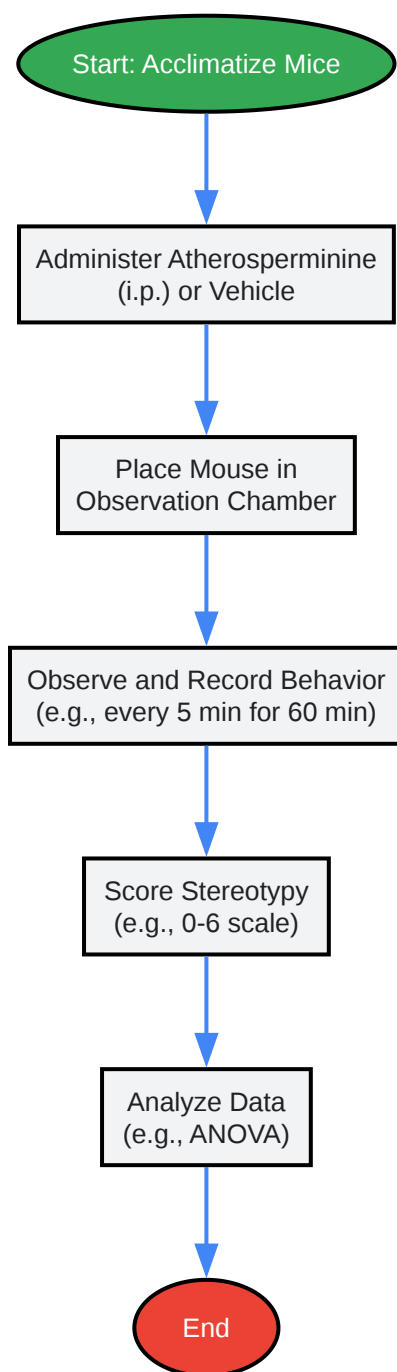 Start: Acclimatize Mice
Administer Atherosperminine
(i.p.) or Vehicle
Place Mouse in
Observation Chamber
Observe and Record Behavior
(e.g., every 5 min for 60 min)
Score Stereotypy
(e.g., 0-6 scale)
Analyze Data
(e.g., ANOVA)
End